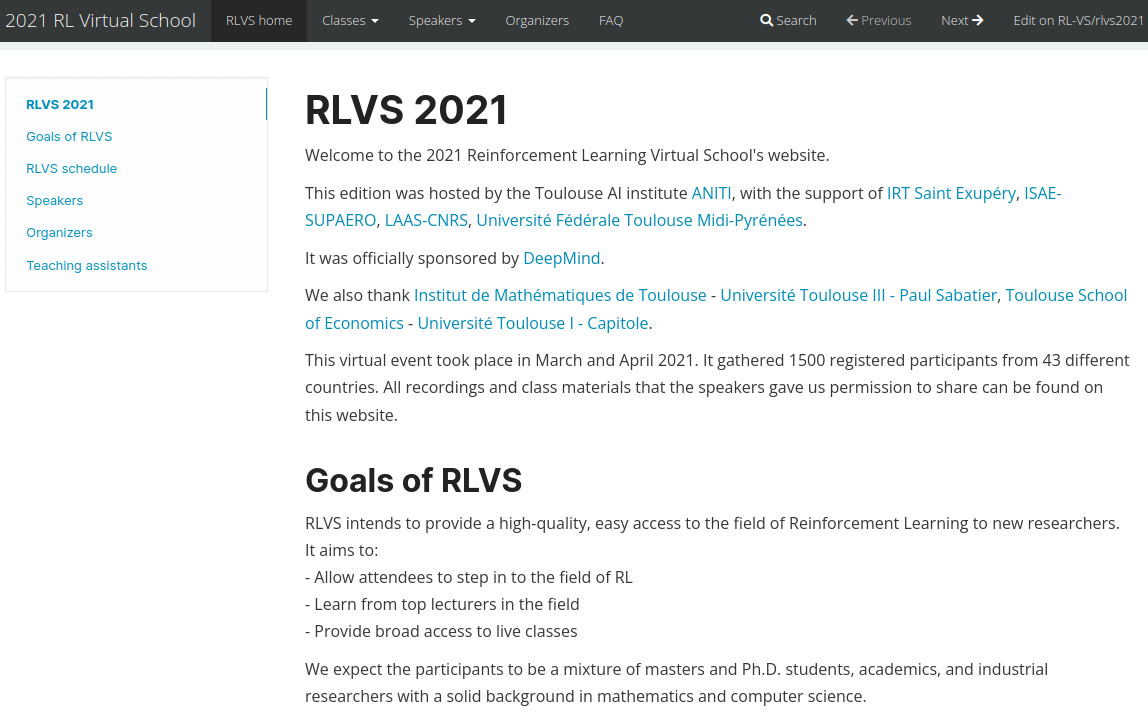 2021 RL Virtual School
RLVS home
Classes
Speakers
Organizers
FAQ
Search
Previous
Next
Edit on RL-VS/rlvs2021
RLVS 2021
Goals of RLVS
RLVS schedule
Speakers
Organizers
Teaching assistants
RLVS 2021
Welcome to the 2021 Reinforcement Learning Virtual School's website.
This edition was hosted by the Toulouse AI institute ANITI, with the support of IRT Saint Exupéry, ISAE-
SUPAERO, LAAS-CNRS, Université Fédérale Toulouse Midi-Pyrénées.
It was officially sponsored by DeepMind.
We also thank Institut de Mathématiques de Toulouse - Université Toulouse III - Paul Sabatier, Toulouse School
of Economics - Université Toulouse I - Capitole.
This virtual event took place in March and April 2021. It gathered 1500 registered participants from 43 different
countries. All recordings and class materials that the speakers gave us permission to share can be found on
this website.
Goals of RLVS
RLVS intends to provide a high-quality, easy access to the field of Reinforcement Learning to new researchers.
It aims to:
- Allow attendees to step in to the field of RL
- Learn from top lecturers in the field
- Provide broad access to live classes
We expect the participants to be a mixture of masters and Ph.D. students, academics, and industrial
researchers with a solid background in mathematics and computer science.